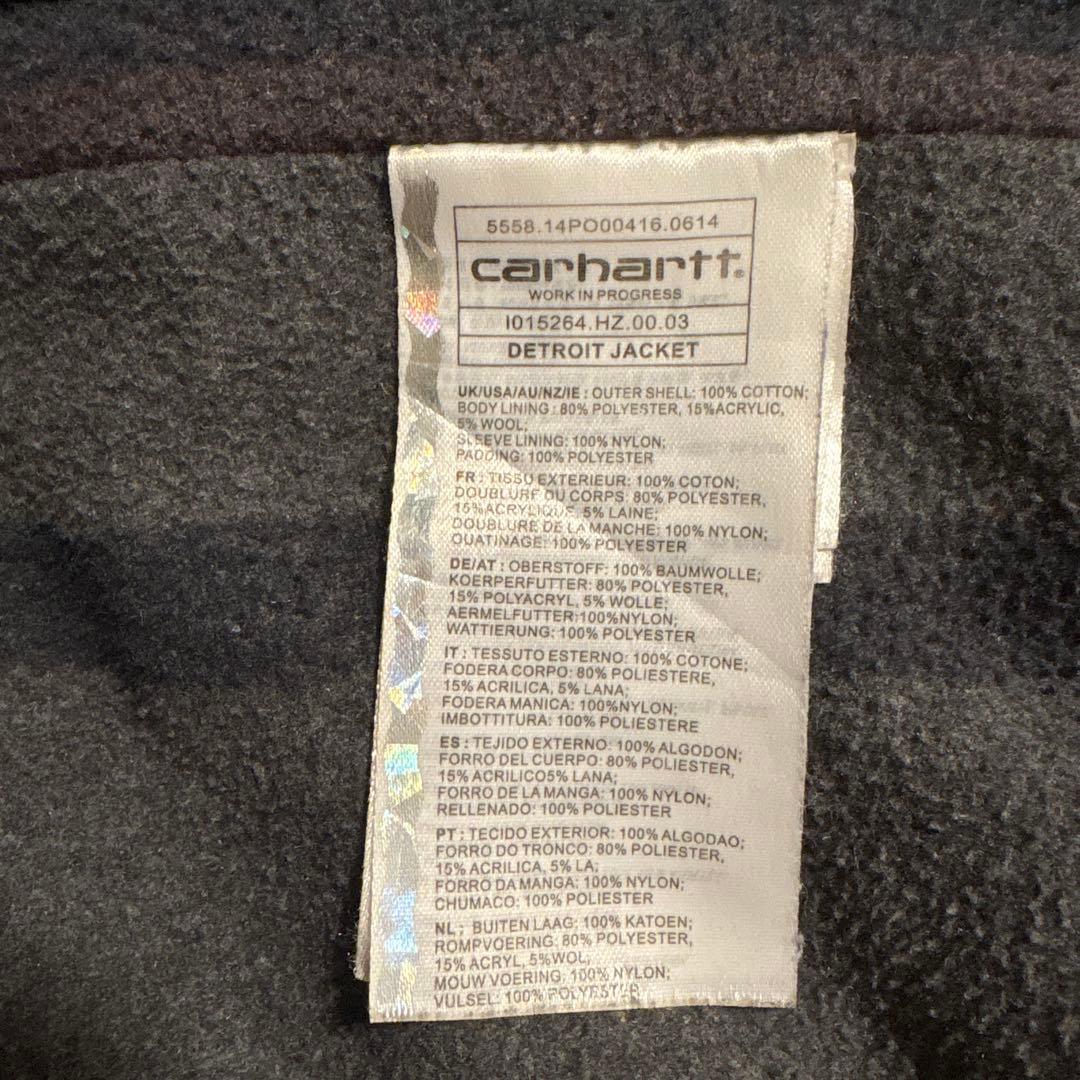 5558.14PO00416.0614
carhartt®
WORK IN PROGRESS
I015264.HZ.00.03
DETROIT JACKET
UK/USA/AU/NZ/IE : OUTER SHELL: 100% COTTON;
BODY LINING : 80% POLYESTER, 15%ACRYLIC,
5% WOOL;
SLEEVE LINING: 100% NYLON;
PADDING: 100% POLYESTER
FR : TISSU EXTERIEUR: 100% COTON;
DOUBLURE DU CORPS: 80% POLYESTER,
15%ACRYLIQUE, 5% LAINE;
DOUBLURE DE LA MANCHE: 100% NYLON;
OUATINAGE: 100% POLYESTER
DE/AT : OBERSTOFF: 100% BAUMWOLLE;
KOERPERFUTTER: 80% POLYESTER,
15% POLYACRYL, 5% WOLLE;
AERMELFUTTER:100%NYLON;
WATTIERUNG: 100% POLYESTER
IT : TESSUTO ESTERNO: 100% COTONE;
FODERA CORPO: 80% POLIESTERE,
15% ACRILICA, 5% LANA;
FODERA MANICA: 100%NYLON;
IMBOTTITURA: 100% POLIESTERE
ES : TEJIDO EXTERNO: 100% ALGODON;
FORRO DEL CUERPO: 80% POLIESTER,
15% ACRILICO5% LANA;
FORRO DE LA MANGA: 100% NYLON;
RELLENADO: 100% POLIESTER
PT : TECIDO EXTERIOR: 100% ALGODAO;
FORRO DO TRONCO: 80% POLIESTER,
15% ACRILICA, 5% LA;
FORRO DA MANGA: 100% NYLON;
CHUMACO: 100% POLIESTER
NL : BUITEN LAAG: 100% KATOEN;
ROMPVOERING: 80% POLYESTER,
15% ACRYL, 5%WOL,
MOUW VOERING: 100% NYLON;
VULSEL: 100% POLYESTER